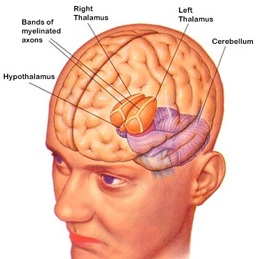 Right
Thalamus
Left
Thalamus
Bands of
myelinated
axons
Cerebellum
Hypothalamus